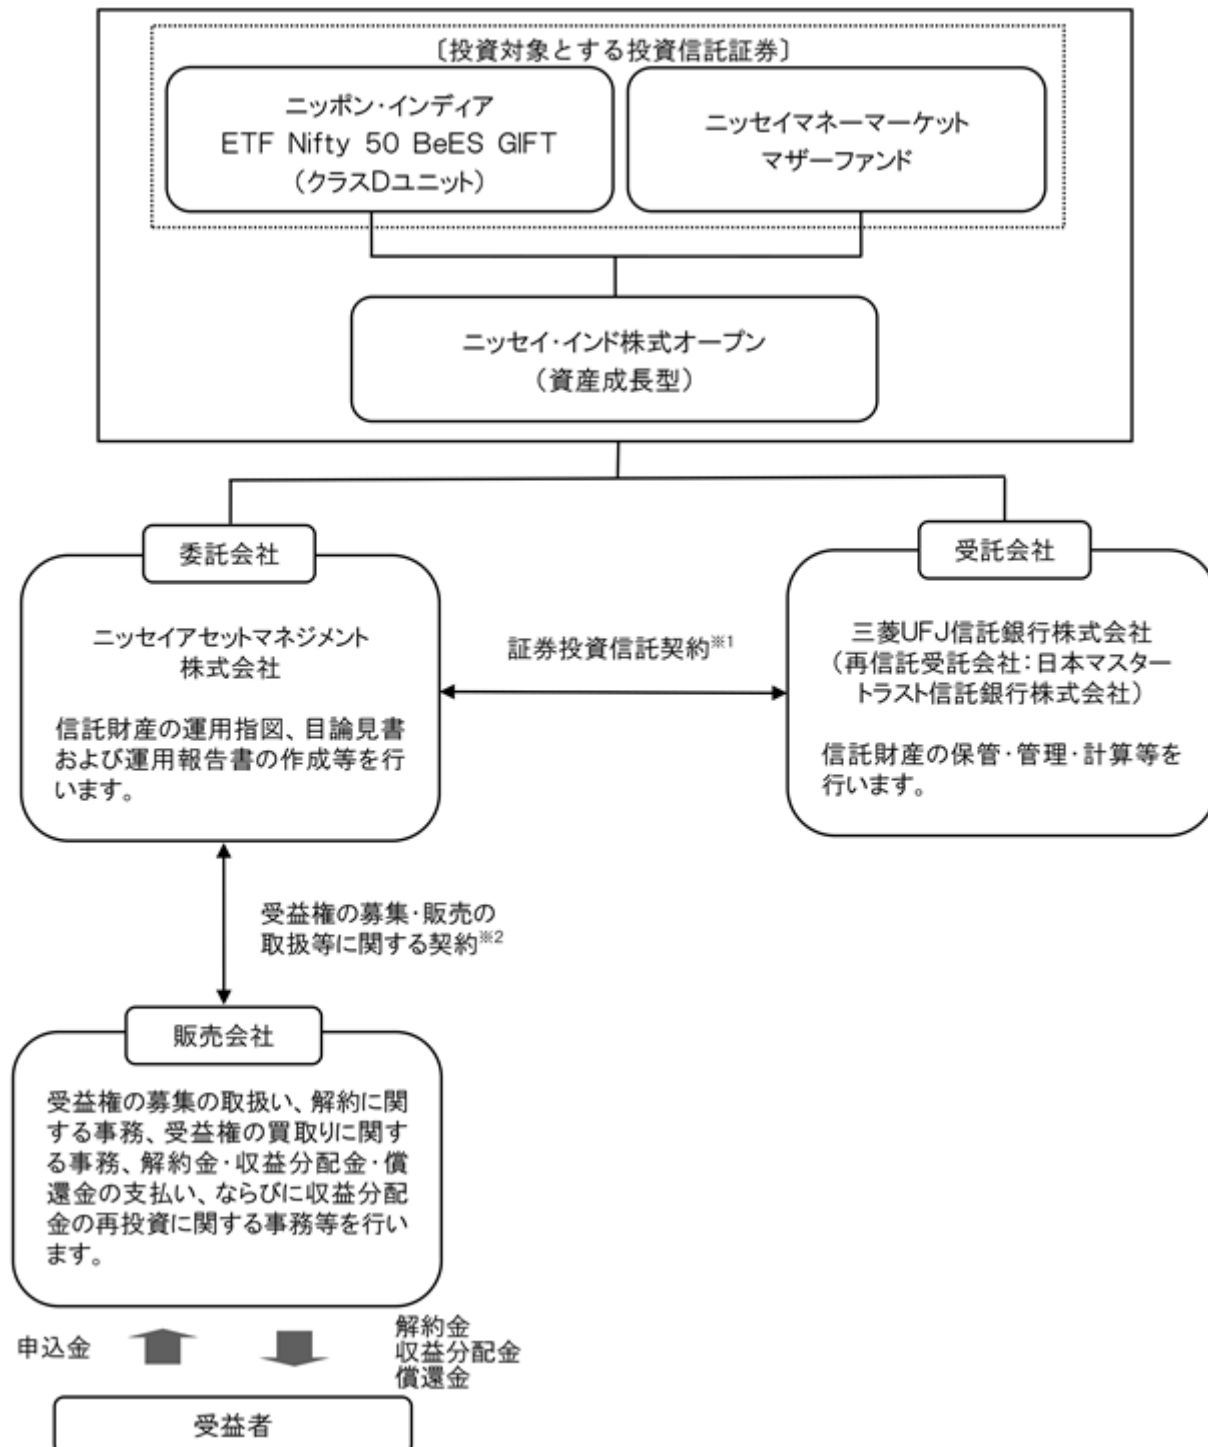 〔投資対象とする投資信託証券〕
ニッポン・インディア
ETF Nifty 50 BeES GIFT
（クラスDユニット）
ニッセイマネーマーケット
マザーファンド
ニッセイ・インド株式オープン
（資産成長型）
委託会社
ニッセイアセットマネジメント
株式会社
信託財産の運用指図、目論見書
および運用報告書の作成等を行
います。
証券投資信託契約※1
受託会社
三菱UFJ信託銀行株式会社
（再信託受託会社：日本マスター
トラスト信託銀行株式会社）
信託財産の保管・管理・計算等を
行います。
受益権の募集・販売の
取扱等に関する契約※2
販売会社
受益権の募集の取扱い、解約に関
する事務、受益権の買取りに関す
る事務、解約金・収益分配金・償
還金の支払い、ならびに収益分配
金の再投資に関する事務等を行い
ます。
申込金
解約金
収益分配金
償還金
受益者